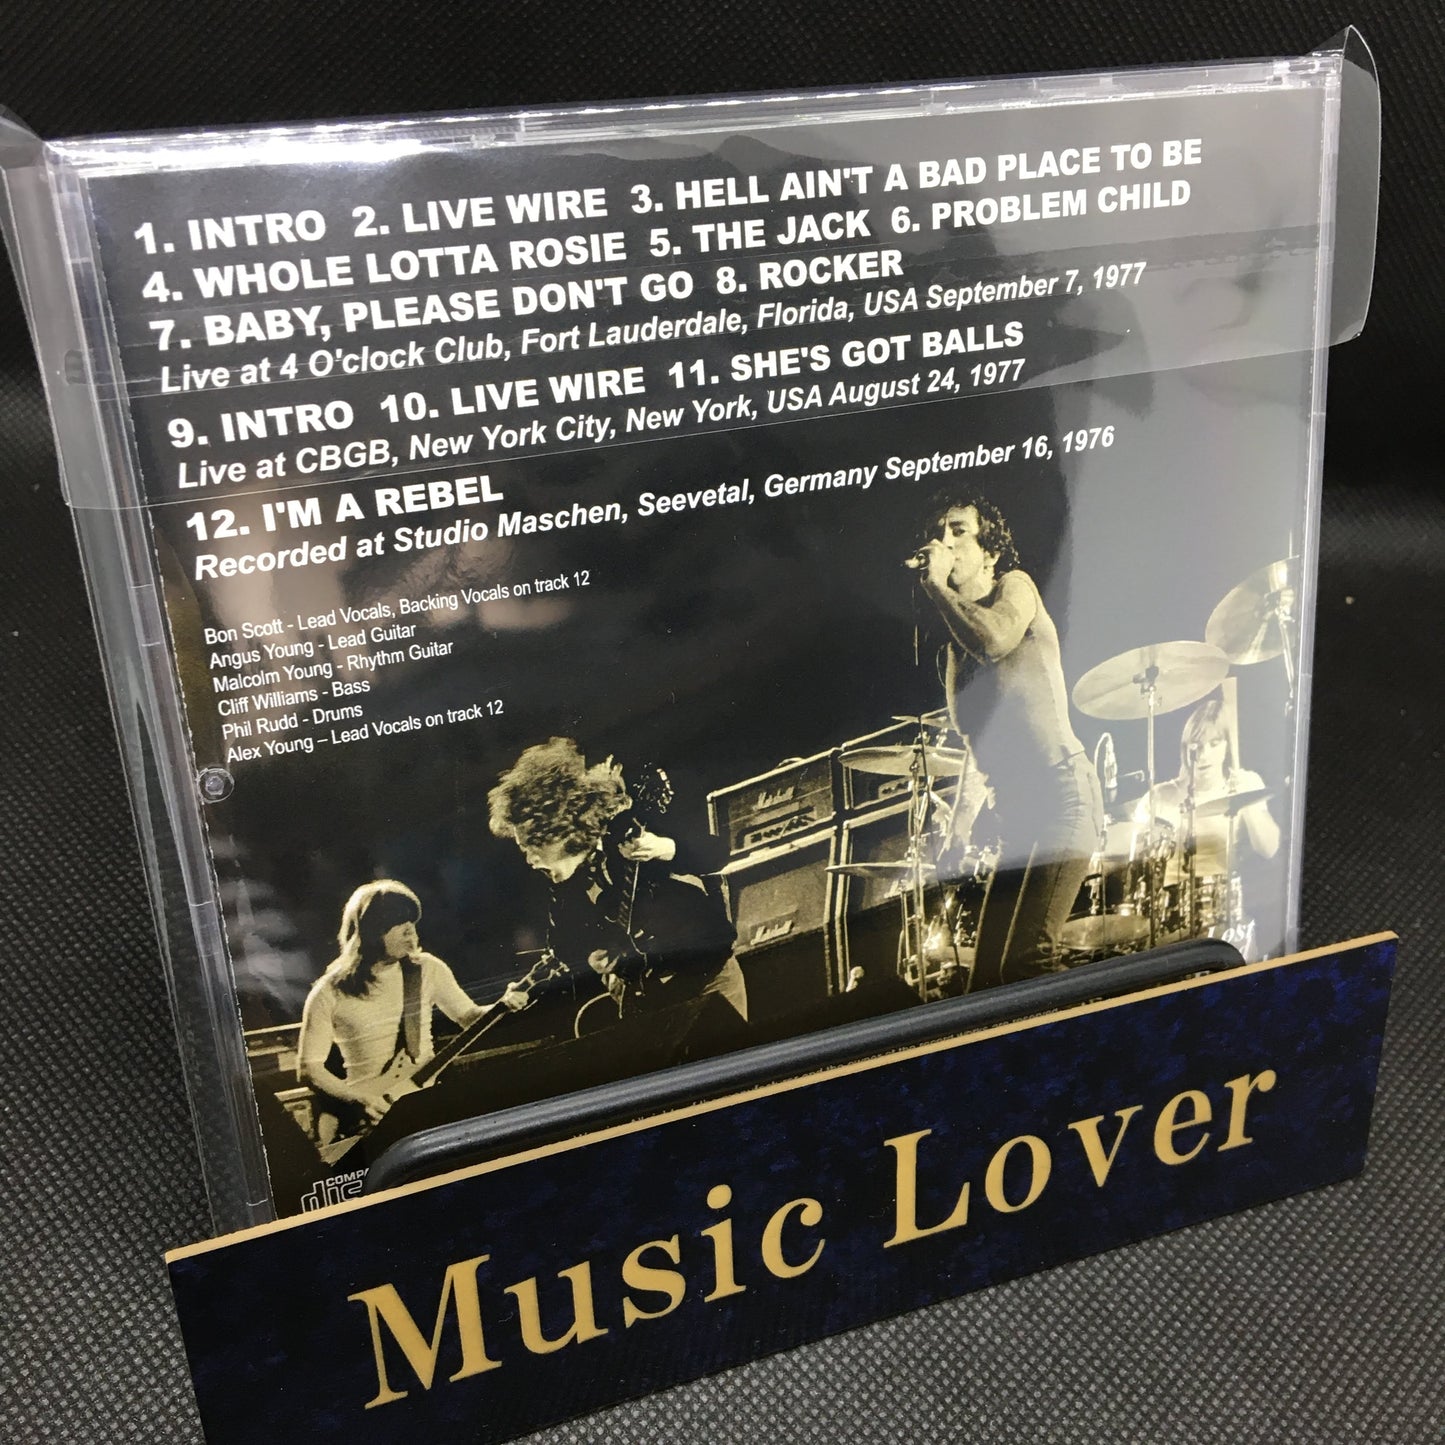 1. INTRO 2. LIVE WIRE 3. HELL AIN'T A BAD PLACE TO BE
4. WHOLE LOTTA ROSIE 5. THE JACK 6. PROBLEM CHILD
7. BABY, PLEASE DON'T GO 8. ROCKER
Live at 4 O'clock Club, Fort Lauderdale, Florida, USA September 7, 1977
9. INTRO 10. LIVE WIRE 11. SHE'S GOT BALLS
Live at CBGB, New York City, New York, USA August 24, 1977
12. I'M A REBEL
Recorded at Studio Maschen, Seevetal, Germany September 16, 1976
Bon Scott - Lead Vocals, Backing Vocals on track 12
Angus Young - Lead Guitar
Malcolm Young - Rhythm Guitar
Cliff Williams - Bass
Phil Rudd - Drums
Alex Young – Lead Vocals on track 12
Marshall
Marshall
Lost
Music Lover